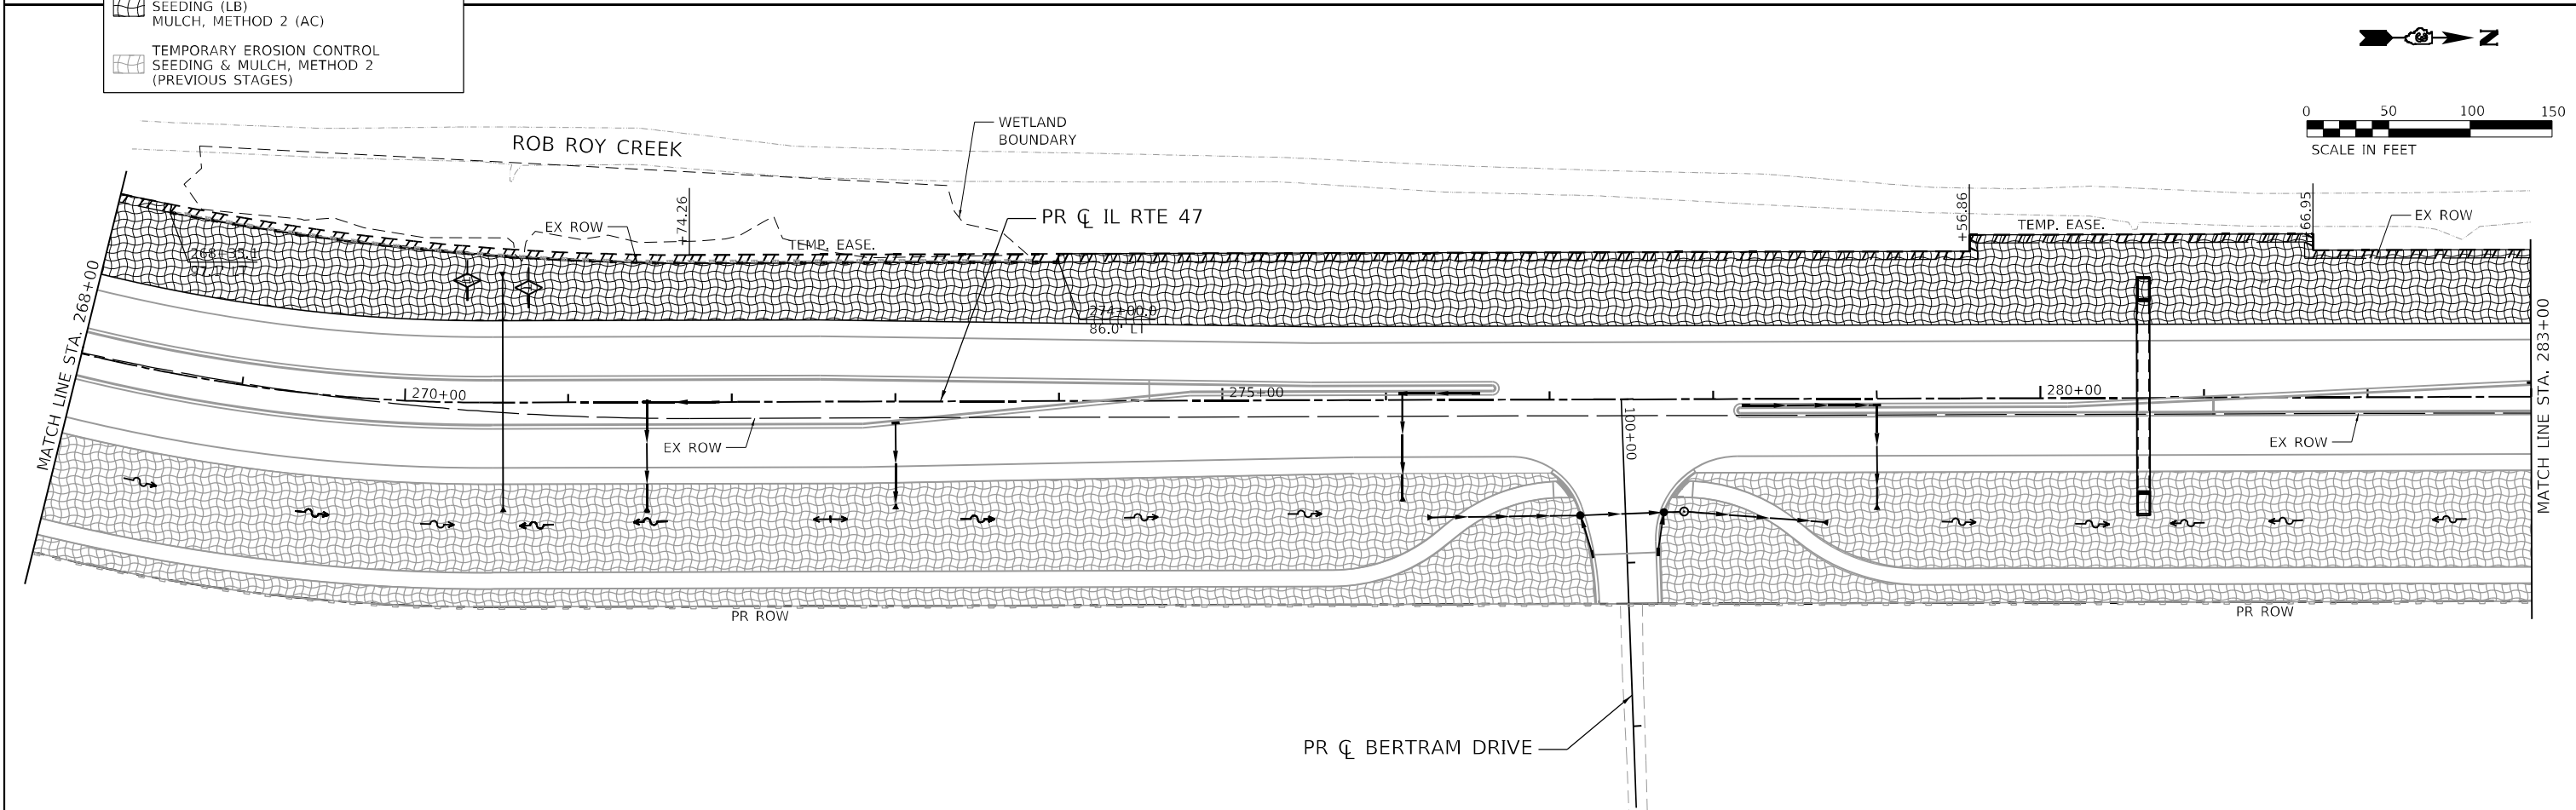 SEEDING (LB)
MULCH, METHOD 2 (AC)
TEMPORARY EROSION CONTROL
SEEDING & MULCH, METHOD 2
(PREVIOUS STAGES)
N
0 50 100 150
SCALE IN FEET
WETLAND
BOUNDARY
ROB ROY CREEK
PR ℄ IL RTE 47
+74.26
EX ROW
TEMP. EASE.
+56.86
TEMP. EASE.
+66.95
EX ROW
MATCH LINE STA. 268+00
274+00.0
86.0' LT
270+00
275+00
280+00
100+00
EX ROW
EX ROW
MATCH LINE STA. 283+00
PR ROW
PR ROW
PR ℄ BERTRAM DRIVE